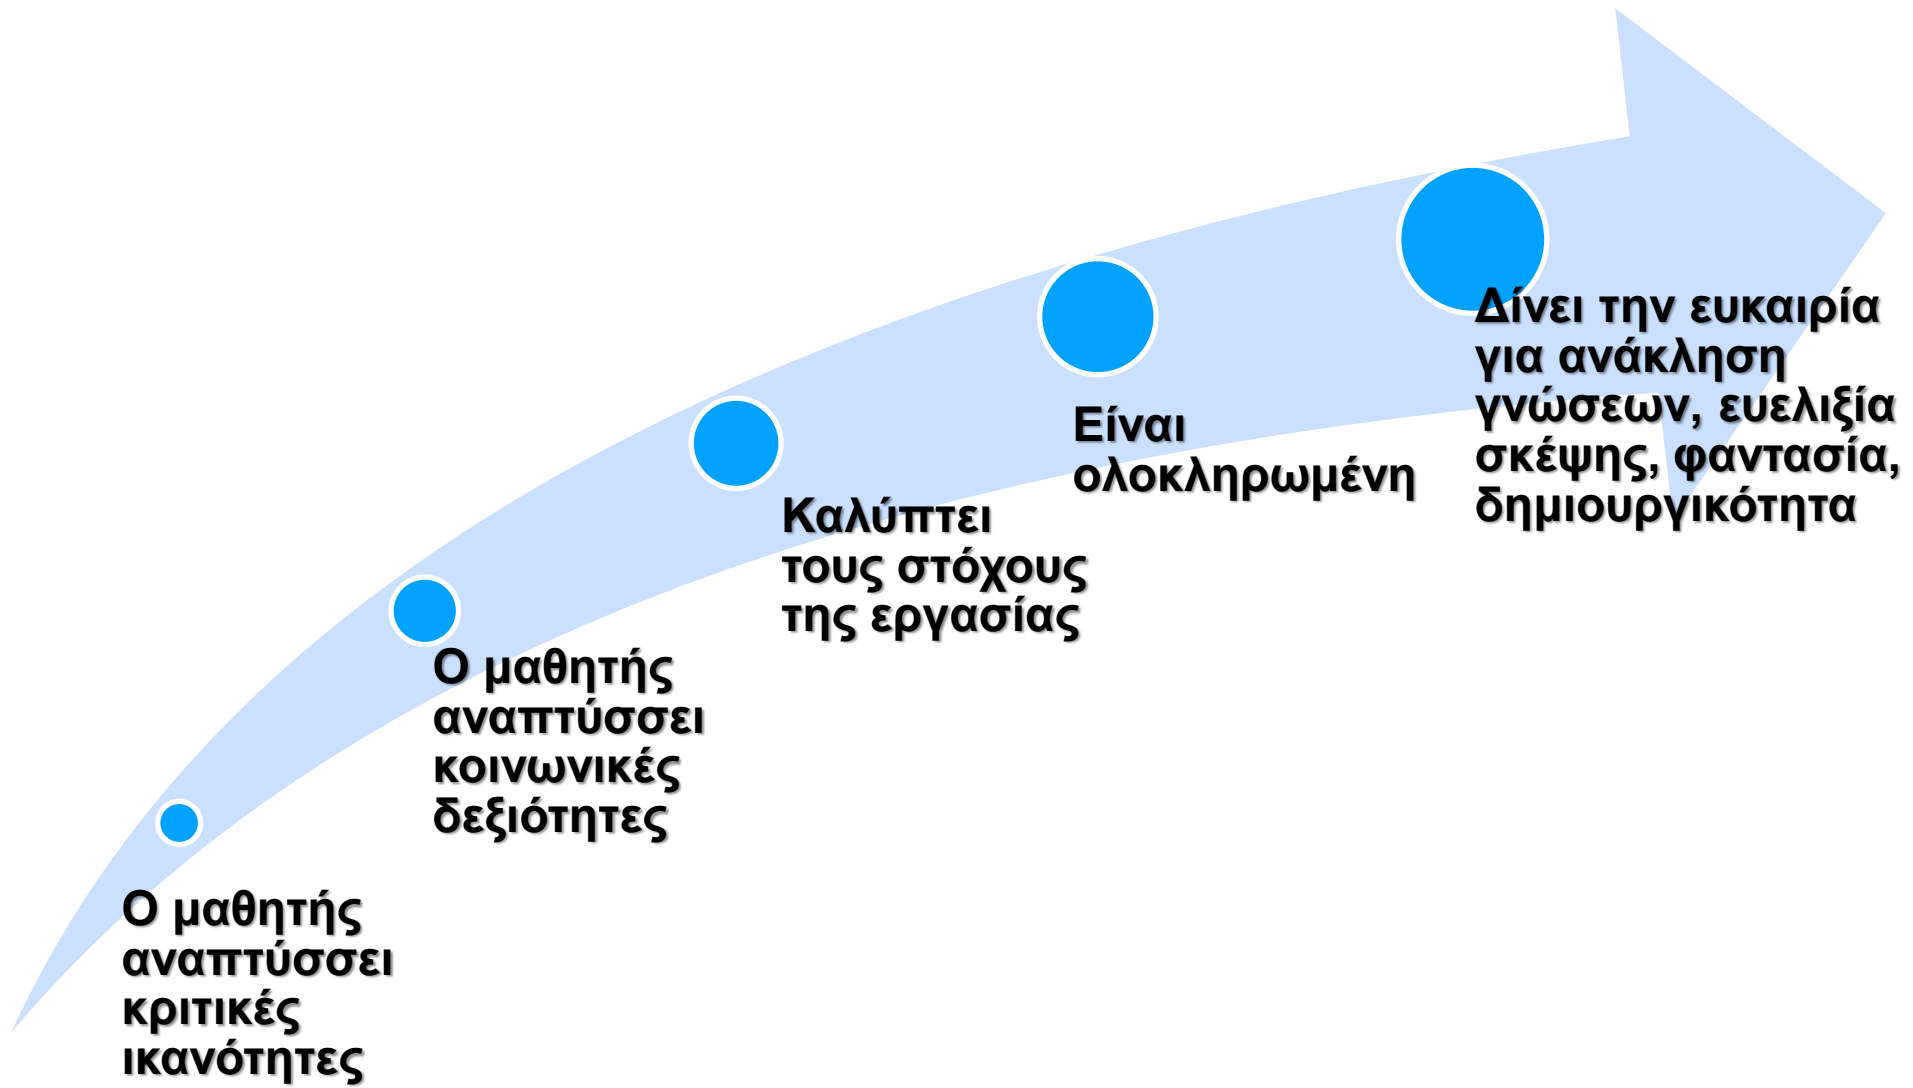 Ο μαθητής
αναπτύσσει
κριτικές
ικανότητες
Ο μαθητής
αναπτύσσει
κοινωνικές
δεξιότητες
Καλύπτει
τους στόχους
της εργασίας
Είναι
ολοκληρωμένη
Δίνει την ευκαιρία
για ανάκληση
γνώσεων, ευελιξία
σκέψης, φαντασία,
δημιουργικότητα